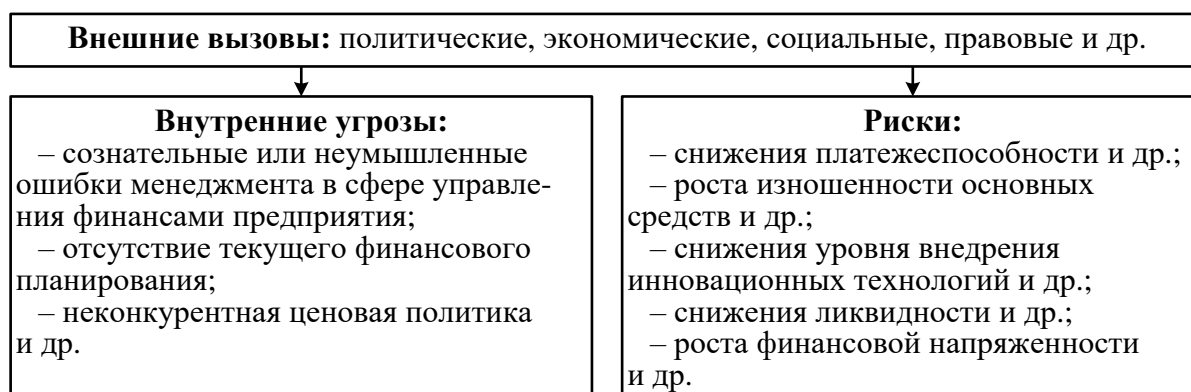 Внешние вызовы: политические, экономические, социальные, правовые и др.
Внутренние угрозы:
– сознательные или неумышленные
ошибки менеджмента в сфере управле-
ния финансами предприятия;
– отсутствие текущего финансового
планирования;
– неконкурентная ценовая политика
и др.
Риски:
– снижения платежеспособности и др.;
– роста изношенности основных
средств и др.;
– снижения уровня внедрения
инновационных технологий и др.;
– снижения ликвидности и др.;
– роста финансовой напряженности
и др.